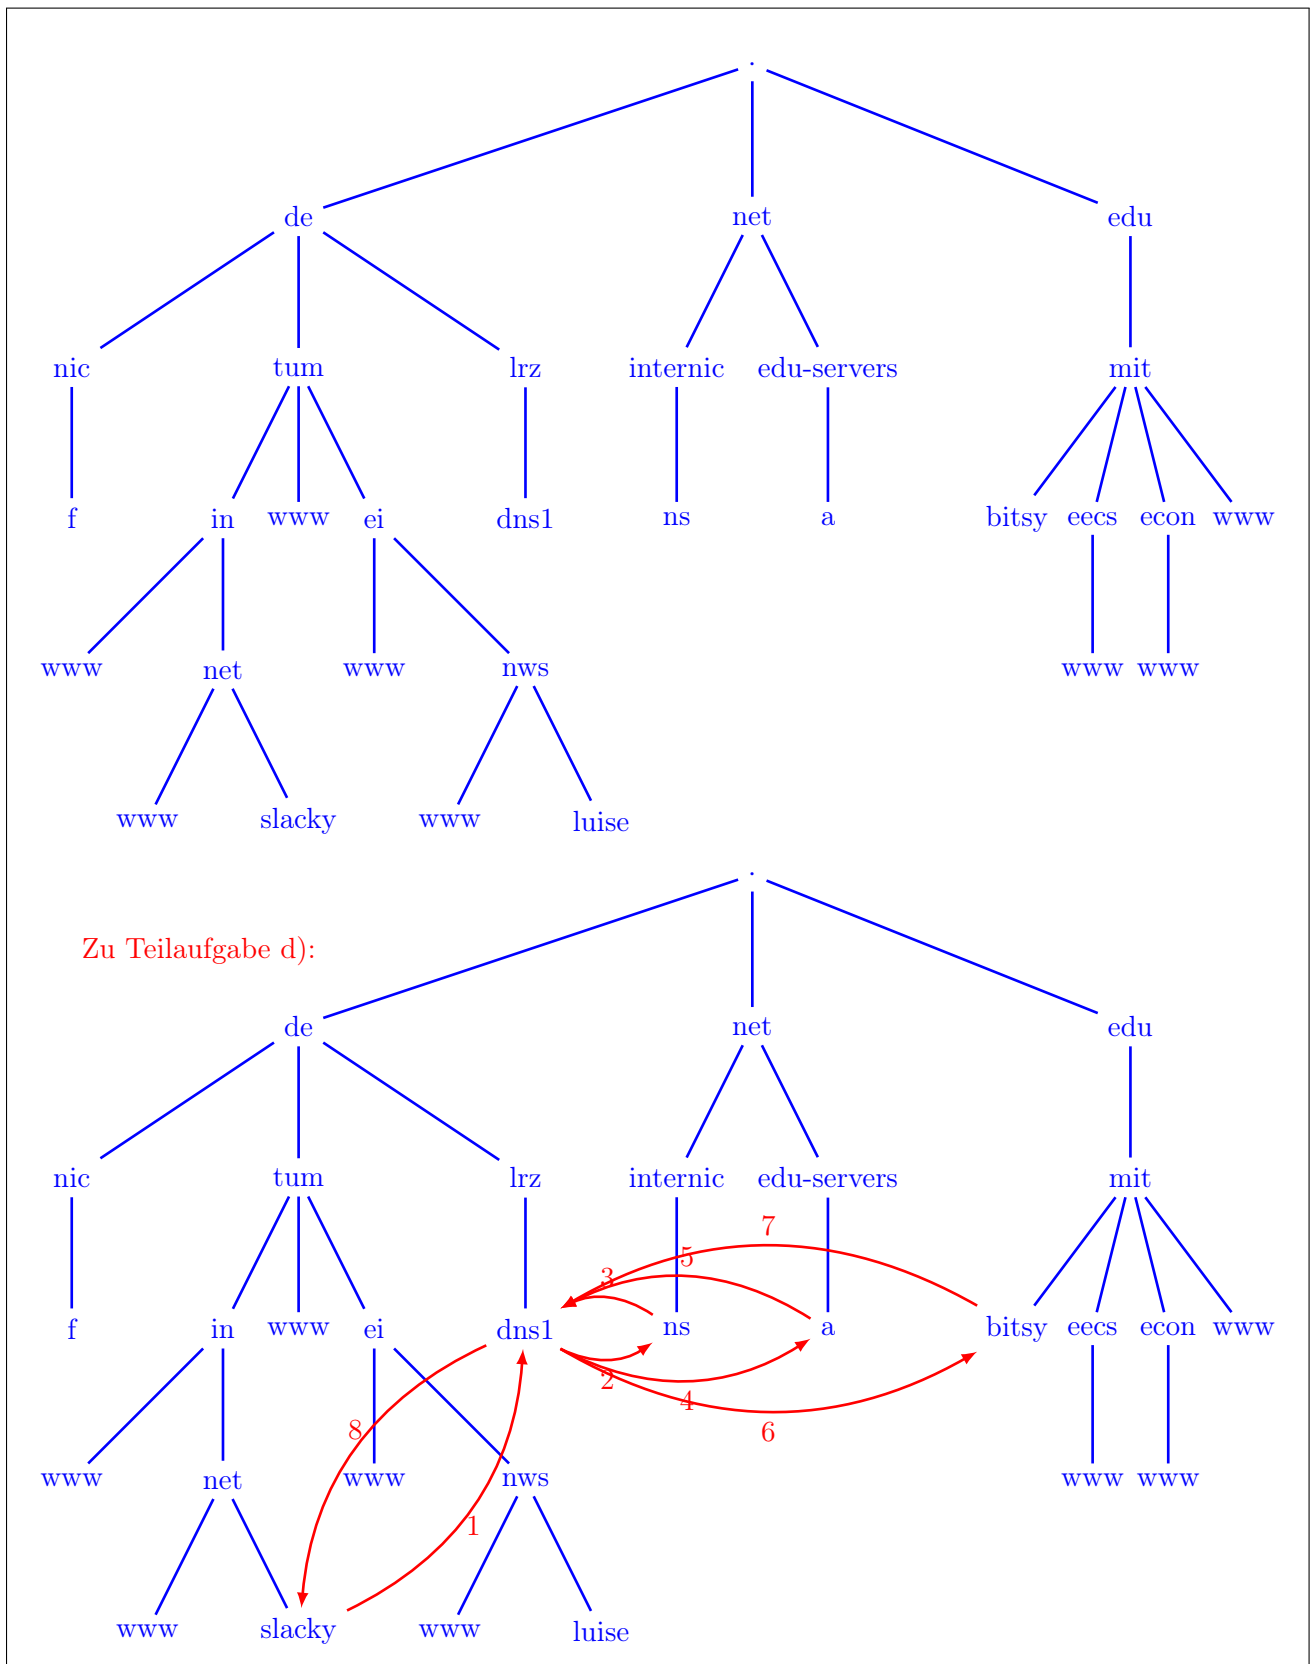 .
de net edu
nic tum lrz internic edu-servers mit
f in www ei dns1 ns a bitsy eecs econ www
www net www nws www www
www slacky www luise
.
Zu Teilaufgabe d):
de net edu
nic tum lrz internic edu-servers mit
7
5
3
f in www ei dns1 ns a bitsy eecs econ www
2
4
8 6
www net www nws www www
1
www slacky www luise